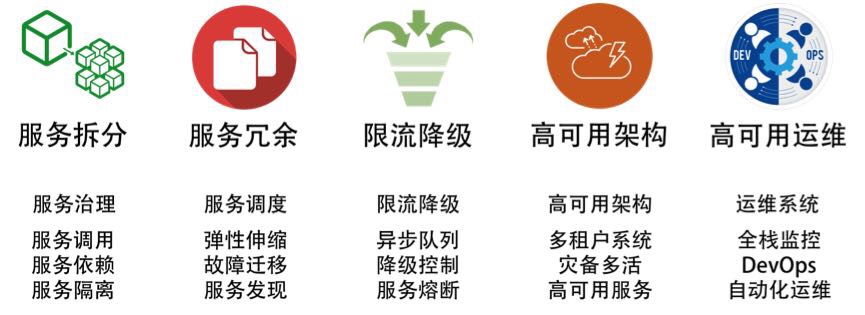 DEV OPS
服务拆分 服务冗余 限流降级 高可用架构 高可用运维
服务治理 服务调度 限流降级 高可用架构 运维系统
服务调用 弹性伸缩 异步队列 多租户系统 全栈监控
服务依赖 故障迁移 降级控制 灾备多活 DevOps
服务隔离 服务发现 服务熔断 高可用服务 自动化运维